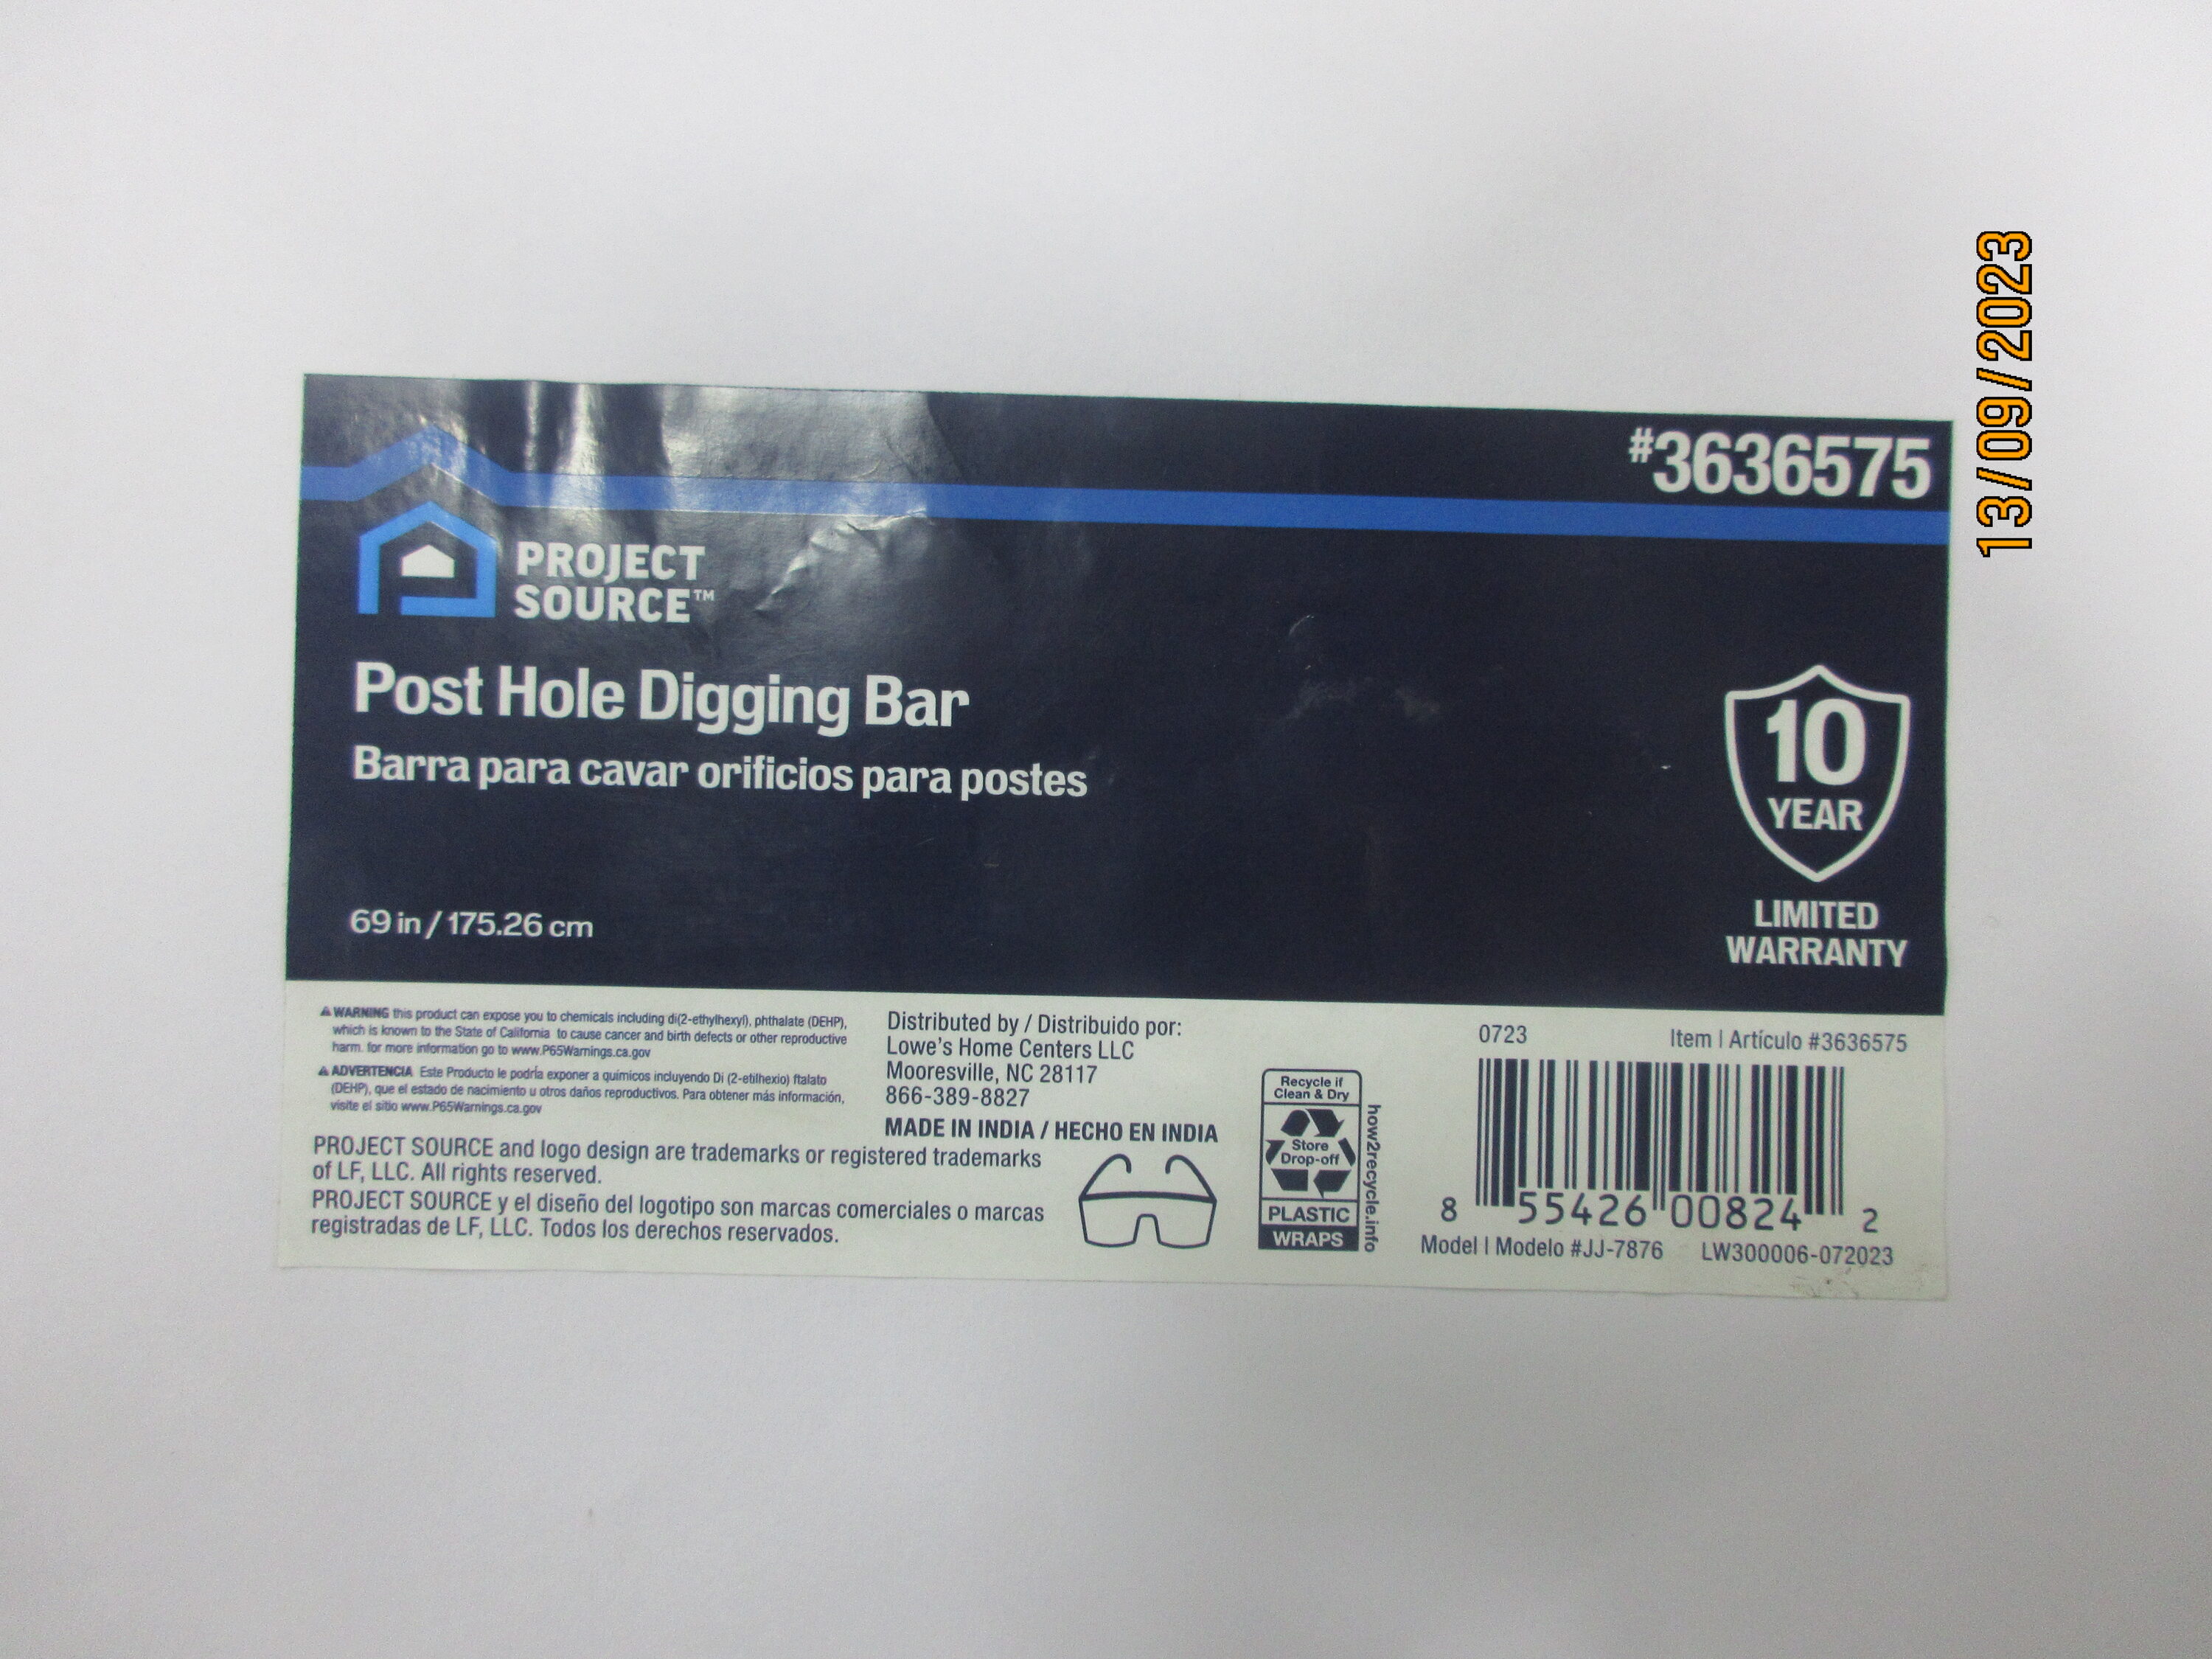 #3636575
PROJECT
SOURCE™
Post Hole Digging Bar
Barra para cavar orificios para postes
10
YEAR
LIMITED
WARRANTY
69 in / 175.26 cm
⚠ WARNING this product can expose you to chemicals including di(2-ethylhexyl), phthalate (DEHP),
which is known to the State of California to cause cancer and birth defects or other reproductive
harm. for more information go to www.P65Warnings.ca.gov
⚠ ADVERTENCIA Este Producto le podría exponer a quimicos incluyendo Di (2-etilhexio) ftalato
(DEHP), que el estado de nacimiento u otros daños reproductivos. Para obtener más información,
visite el sitio www.P65Warnings.ca.gov
PROJECT SOURCE and logo design are trademarks or registered trademarks
of LF, LLC. All rights reserved.
PROJECT SOURCE y el diseño del logotipo son marcas comerciales o marcas
registradas de LF, LLC. Todos los derechos reservados.
Distributed by / Distribuido por:
Lowe's Home Centers LLC
Mooresville, NC 28117
866-389-8827
MADE IN INDIA / HECHO EN INDIA
Recycle if
Clean & Dry
Store
Drop-off
PLASTIC
WRAPS
how2recycle.info
0723
Item | Artículo #3636575
8 55426 00824 2
Model | Modelo #JJ-7876 LW300006-072023
13/09/2023